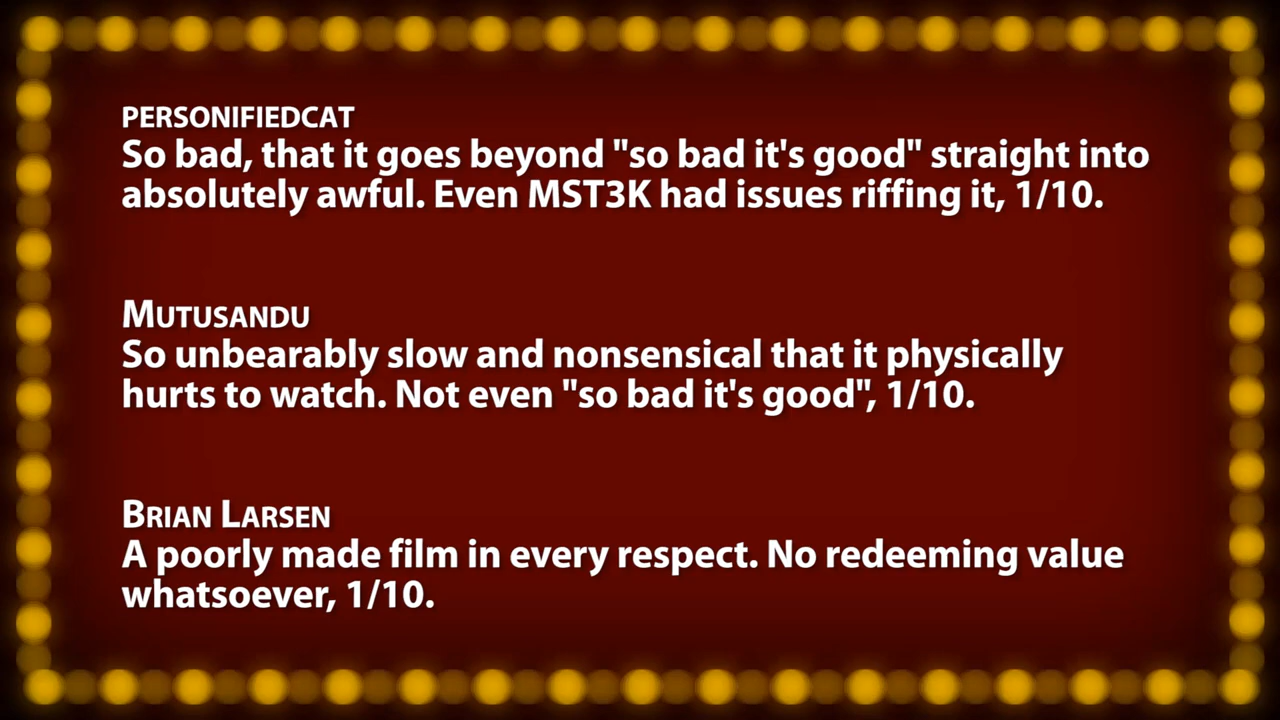 PERSONIFIEDCAT
So bad, that it goes beyond "so bad it's good" straight into
absolutely awful. Even MST3K had issues riffing it, 1/10.
MUTUSANDU
So unbearably slow and nonsensical that it physically
hurts to watch. Not even "so bad it's good", 1/10.
BRIAN LARSEN
A poorly made film in every respect. No redeeming value
whatsoever, 1/10.